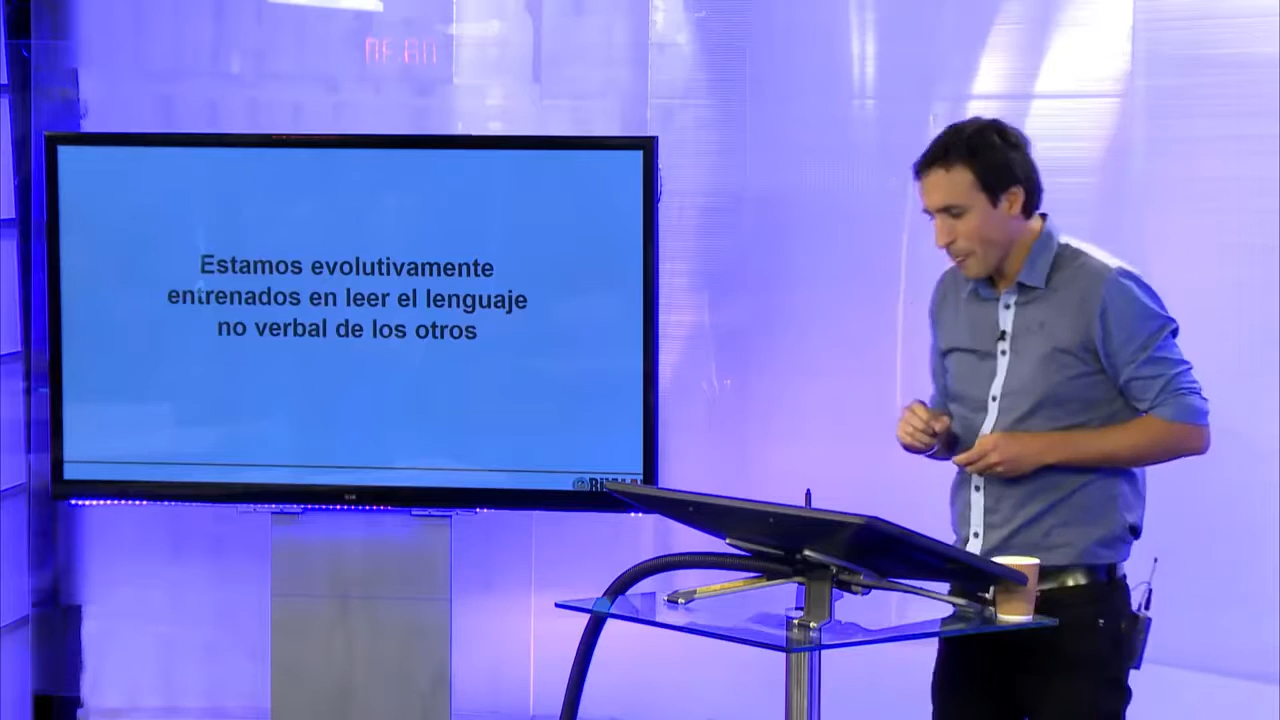 Estamos evolutivamente
entrenados en leer el lenguaje
no verbal de los otros